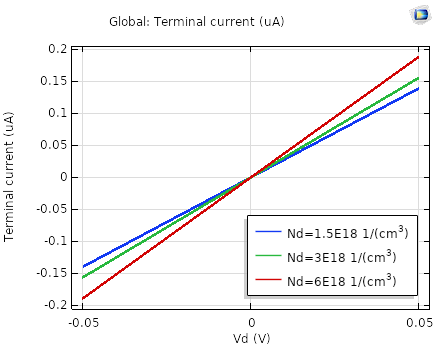 Global: Terminal current (uA)
Terminal current (uA)
0.2
0.15
0.1
0.05
0
-0.05
-0.1
-0.15
-0.2
Nd=1.5E18 1/(cm³)
Nd=3E18 1/(cm³)
Nd=6E18 1/(cm³)
-0.05 0 0.05
Vd (V)